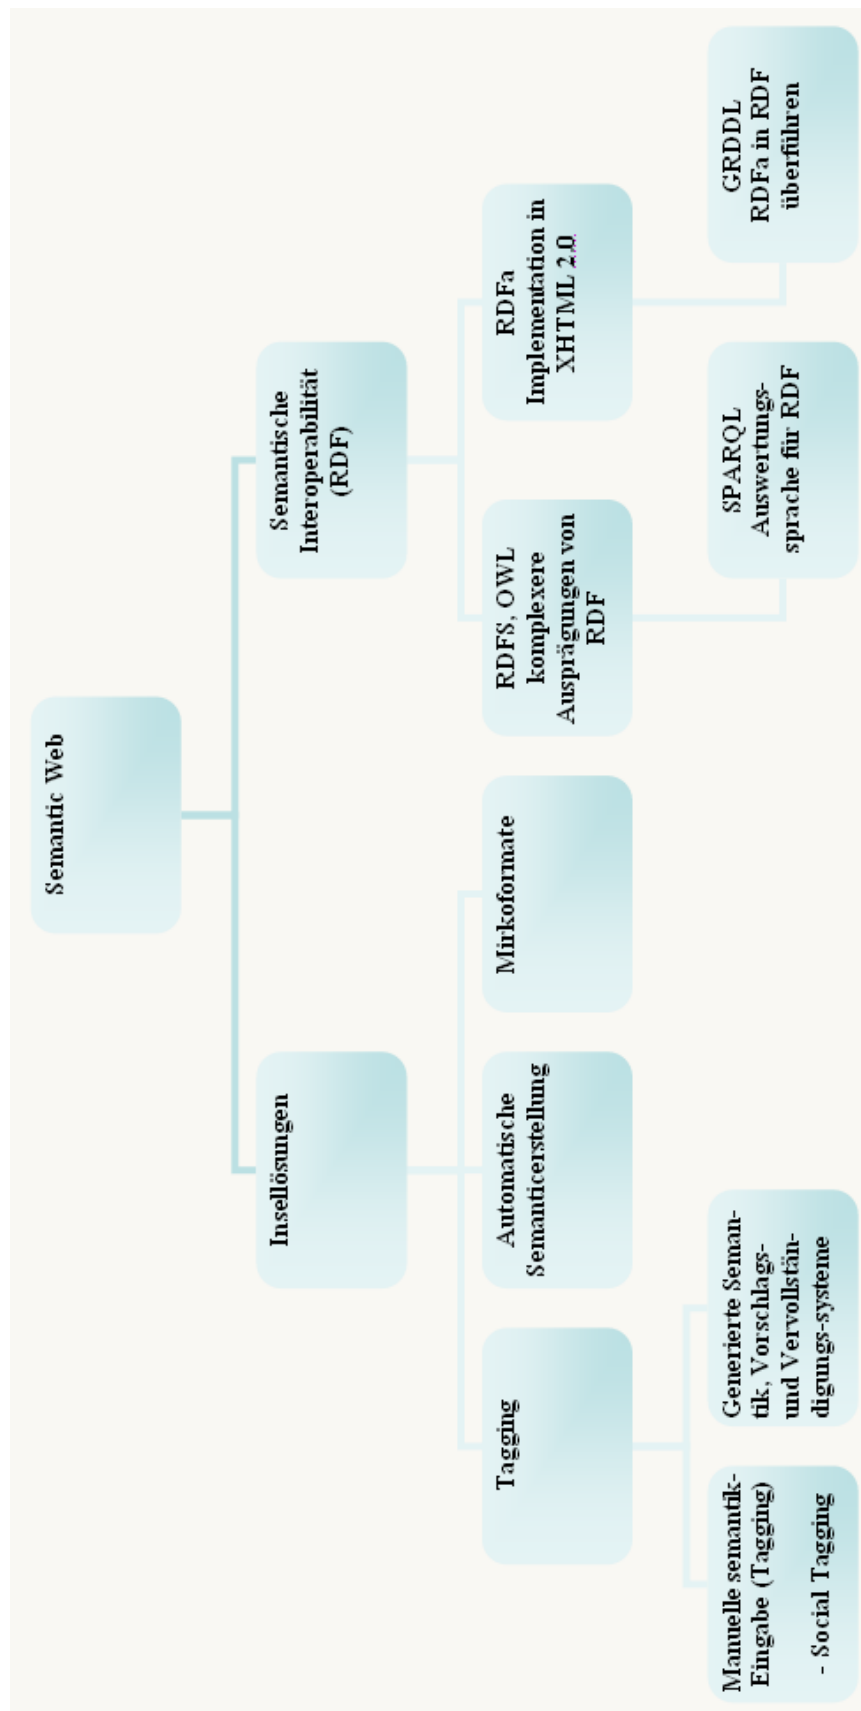 Semantic Web
Insellösungen
Semantische
Interoperabilität
(RDF)
Tagging
Automatische
Semanticerstellung
Mirkoformate
RDFS, OWL
komplexere
Ausprägungen von
RDF
RDFa
Implementation in
XHTML 2.0
Manuelle semantik-
Eingabe (Tagging)
- Social Tagging
Generierte Seman-
tik, Vorschlags-
und Vervollstän-
digungs-systeme
SPARQL
Auswertungs-
sprache für RDF
GRDDL
RDFa in RDF
überführen